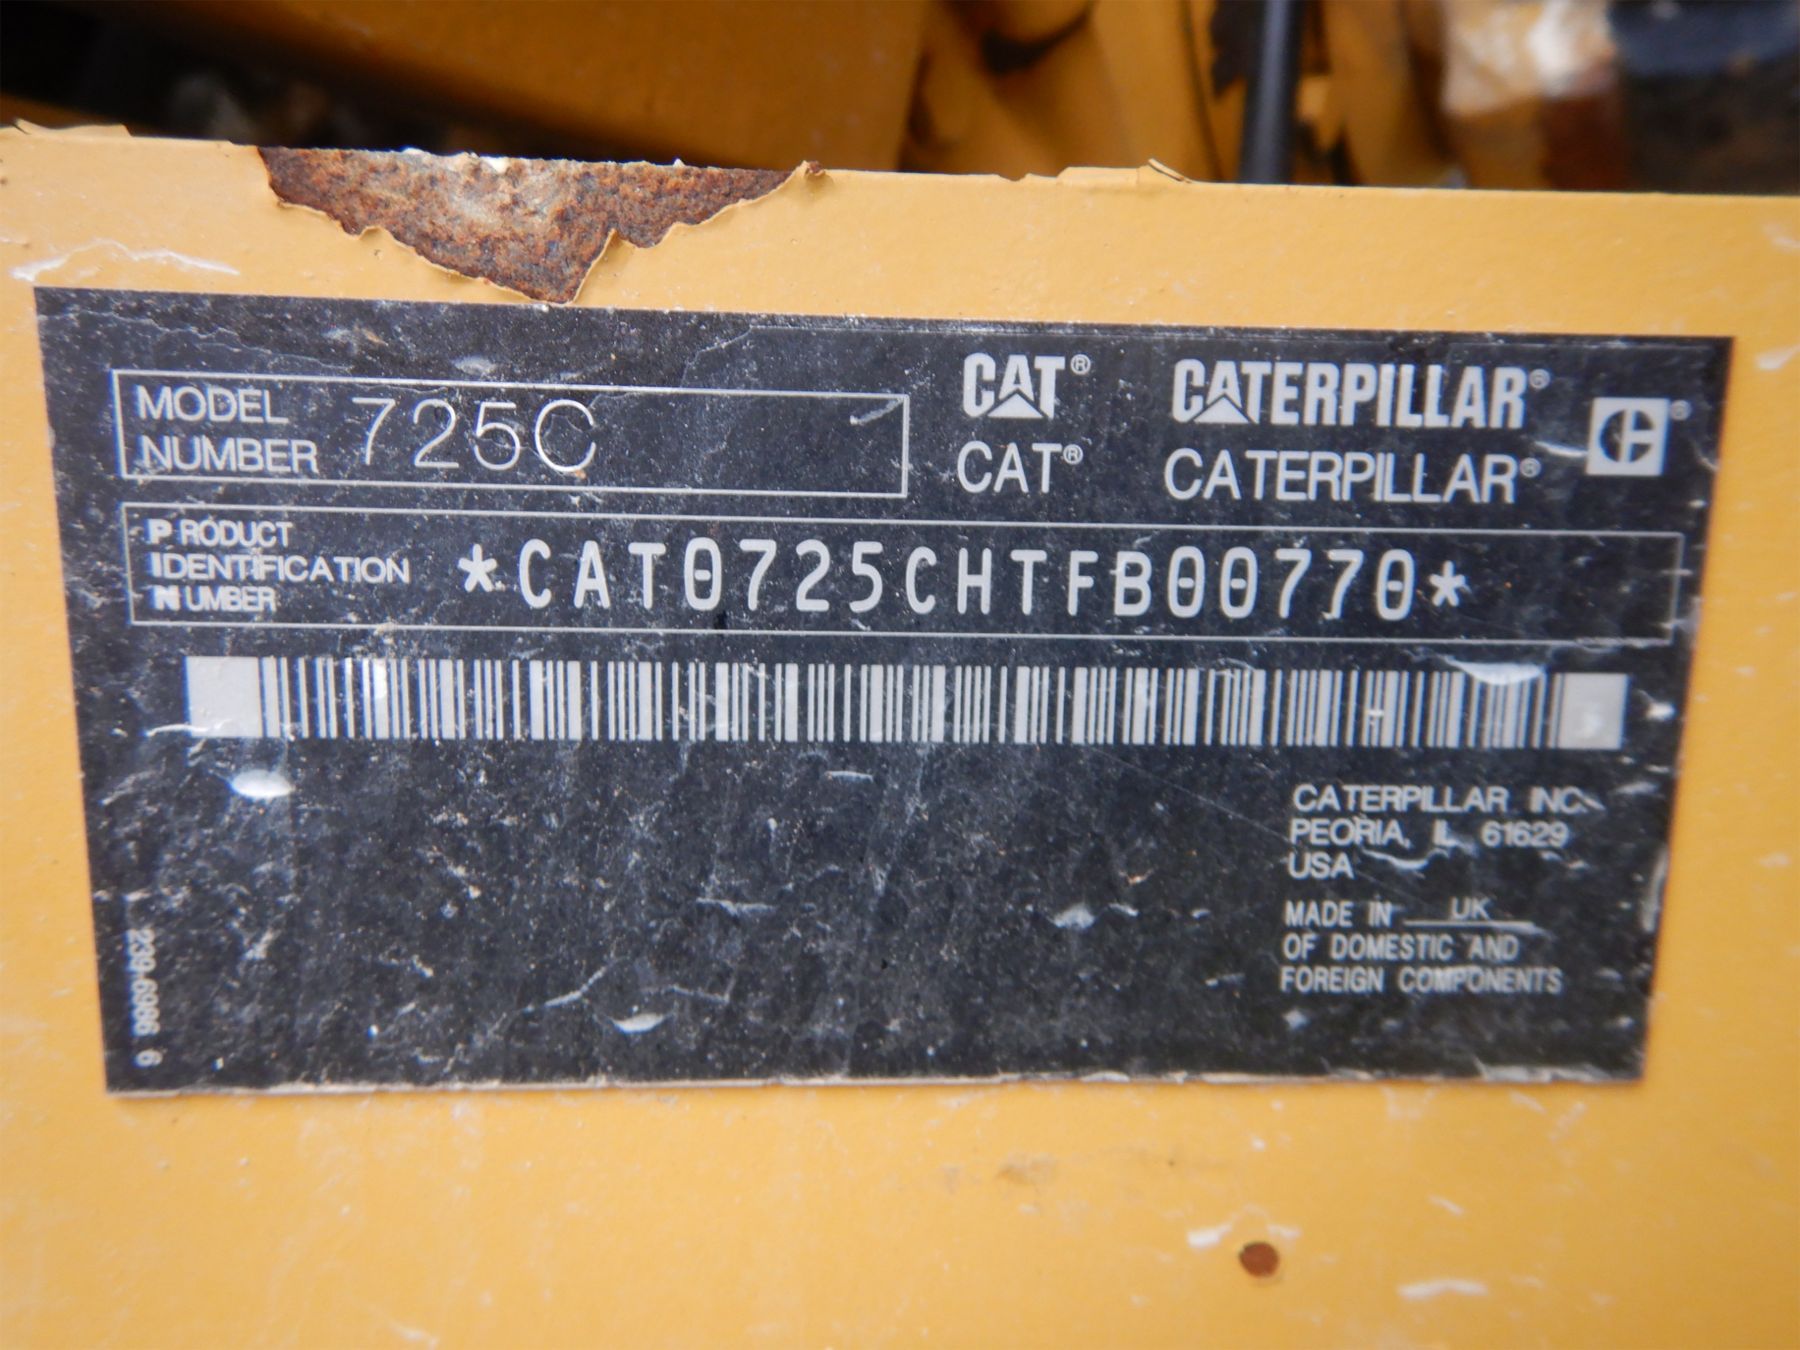 MODEL NUMBER 725C
CAT® CATERPILLAR®
CAT® CATERPILLAR®
PRODUCT
IDENTIFICATION
NUMBER
*CAT0725CHTFB00770*
CATERPILLAR INC.
PEORIA, IL 61629
USA
MADE IN UK
OF DOMESTIC AND
FOREIGN COMPONENTS
239-6986 6